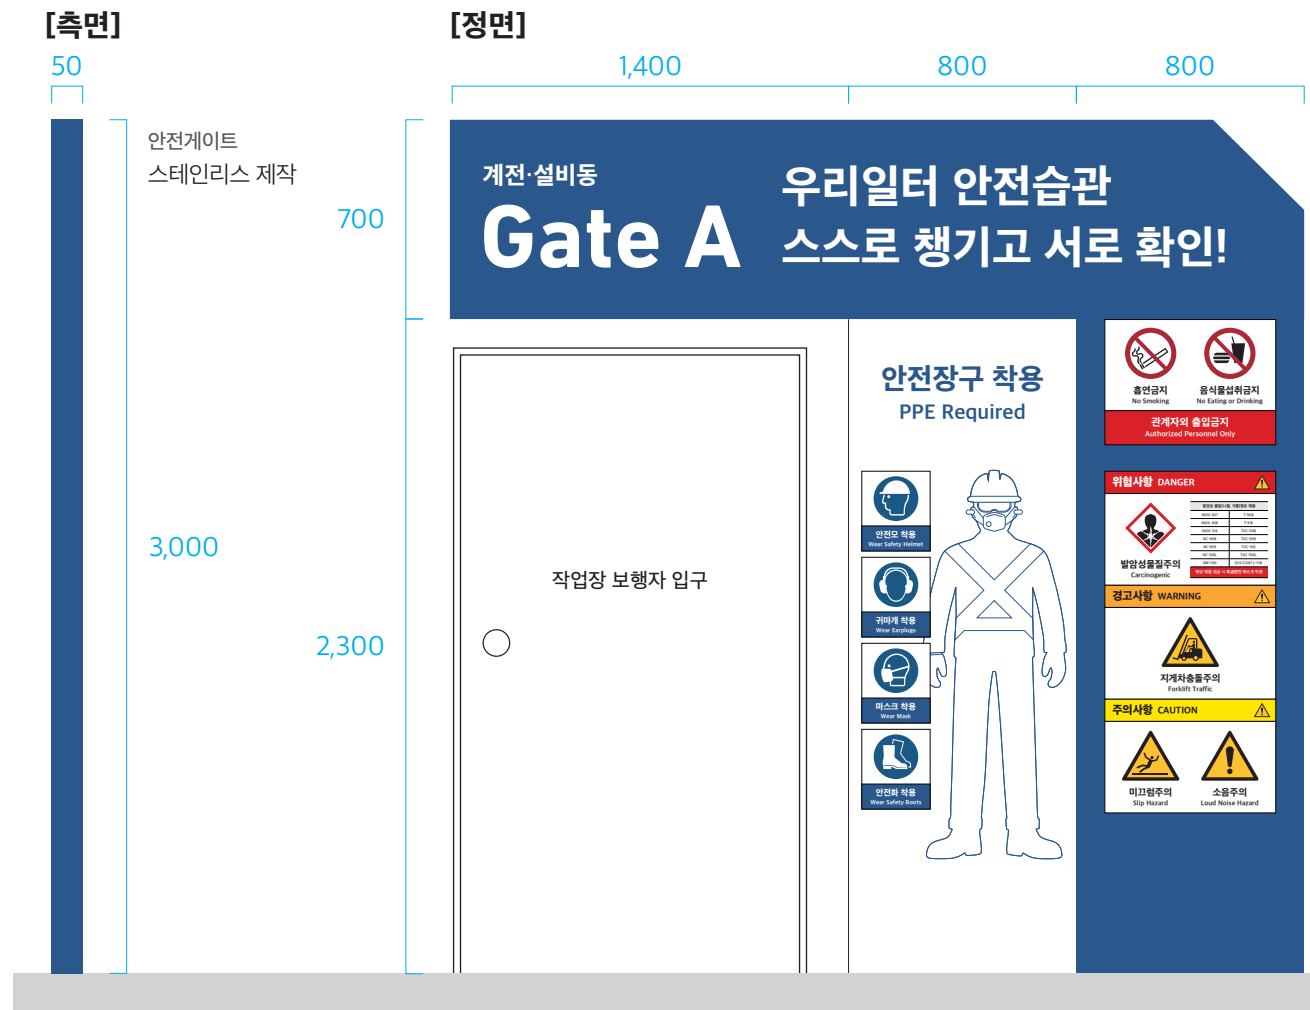 [측면]
[정면]
50
1,400
800
800
안전게이트
스테인리스 제작
700
3,000
2,300
계전·설비동
Gate A
우리일터 안전습관
스스로 챙기고 서로 확인!
작업장 보행자 입구
안전장구 착용
PPE Required
안전모 착용
Wear Safety Helmet
귀마개 착용
Wear Earplugs
마스크 착용
Wear Mask
안전화 착용
Wear Safety Boots
흡연금지
No Smoking
음식물섭취금지
No Eating or Drinking
관계자외 출입금지
Authorized Personnel Only
위험사항 DANGER
발암성물질주의
Carcinogenic
경고사항 WARNING
지게차충돌주의
Forklift Traffic
주의사항 CAUTION
미끄럼주의
Slip Hazard
소음주의
Loud Noise Hazard